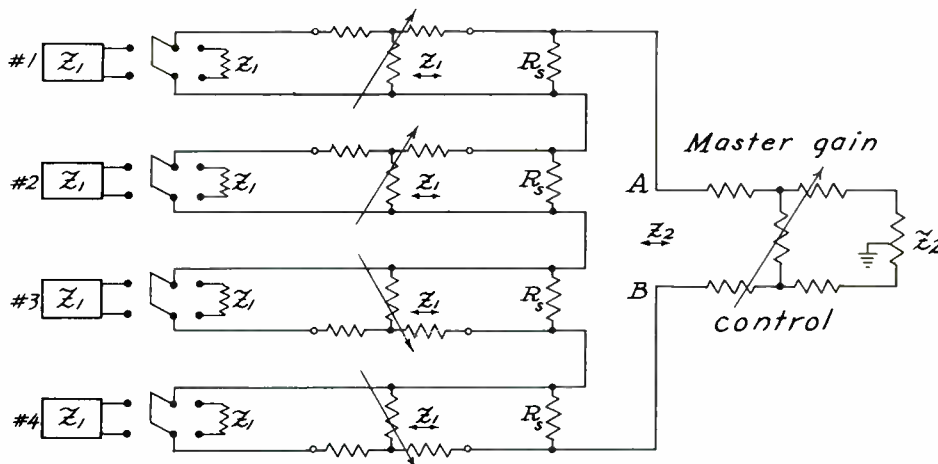 #1 Z₁ Z₁ Z₁ Rₛ
#2 Z₁ Z₁ Z₁ Rₛ
Master gain
A
Z₂ Z₂
#3 Z₁ Z₁ Z₁ Rₛ
B
control
#4 Z₁ Z₁ Z₁ Rₛ